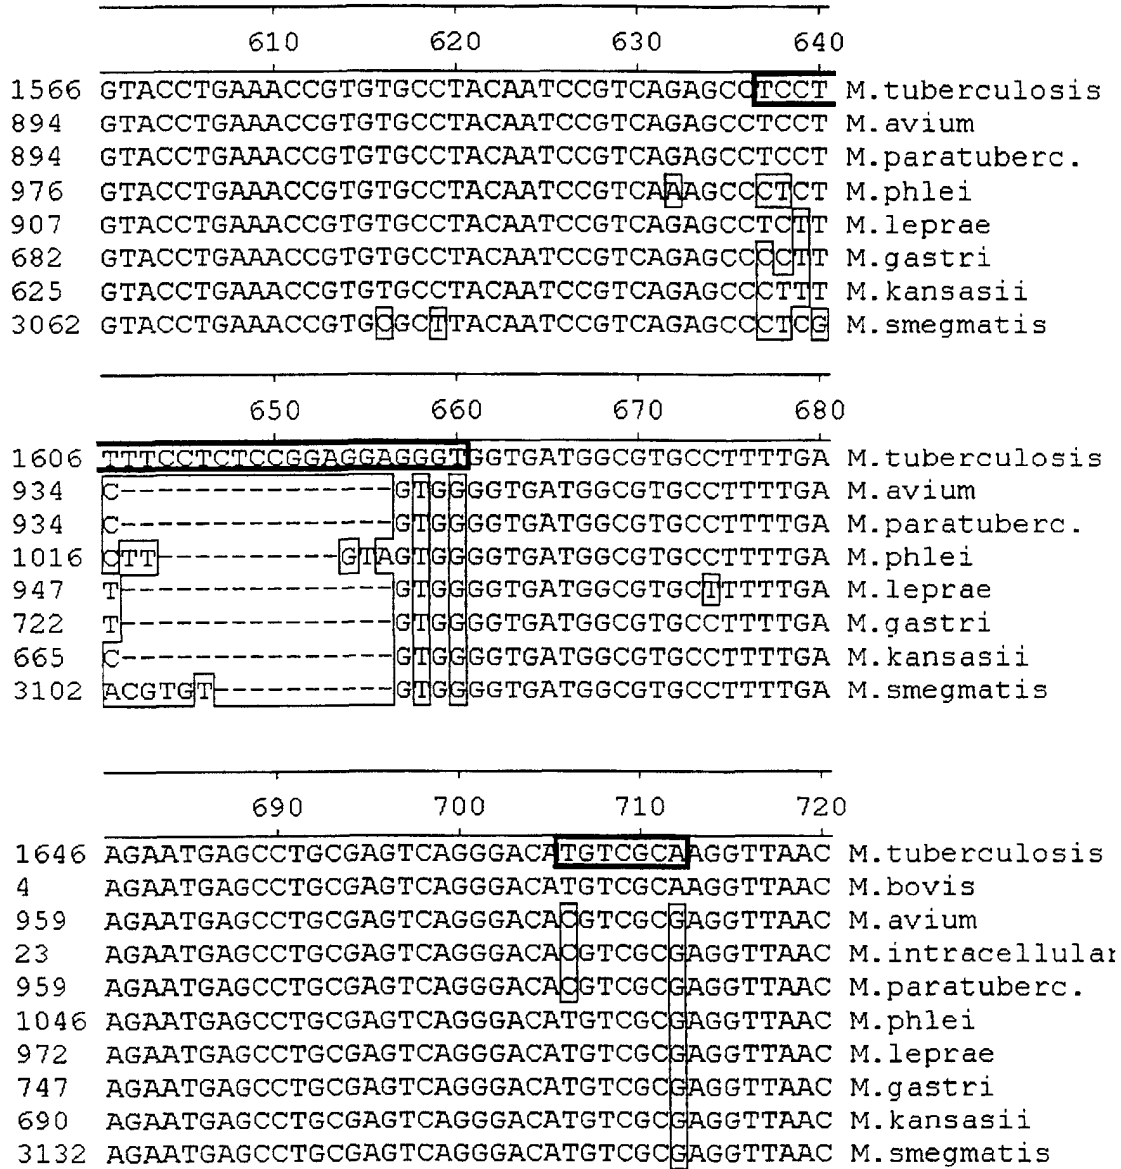 610 620 630 640
1566 GTACCTGAAACCGTGTGCCTACAATCCGTCAGAGCCTCCT M.tuberculosis
894 GTACCTGAAACCGTGTGCCTACAATCCGTCAGAGCCTCCT M.avium
894 GTACCTGAAACCGTGTGCCTACAATCCGTCAGAGCCTCCT M.paratuberc.
976 GTACCTGAAACCGTGTGCCTACAATCCGTCAAAGCCCTCT M.phlei
907 GTACCTGAAACCGTGTGCCTACAATCCGTCAGAGCCTCTT M.leprae
682 GTACCTGAAACCGTGTGCCTACAATCCGTCAGAGCCCCTT M.gastri
625 GTACCTGAAACCGTGTGCCTACAATCCGTCAGAGCCCTTT M.kansasii
3062 GTACCTGAAACCGTGCGCTTACAATCCGTCAGAGCCCTCG M.smegmatis
650 660 670 680
1606 TTTCCTCTCCGGAGGAGGGTGGTGATGGCGTGCCTTTTGA M.tuberculosis
934 C---------------GTGGGGTGATGGCGTGCCTTTTGA M.avium
934 C---------------GTGGGGTGATGGCGTGCCTTTTGA M.paratuberc.
1016 CTT----------GTAGTGGGGTGATGGCGTGCCTTTTGA M.phlei
947 T---------------GTGGGGTGATGGCGTGCTTTTTGA M.leprae
722 T---------------GTGGGGTGATGGCGTGCCTTTTGA M.gastri
665 C---------------GTGGGGTGATGGCGTGCCTTTTGA M.kansasii
3102 ACGTGT----------GTGGGGTGATGGCGTGCCTTTTGA M.smegmatis
690 700 710 720
1646 AGAATGAGCCTGCGAGTCAGGGACATGTCGCAAGGTTAAC M.tuberculosis
4 AGAATGAGCCTGCGAGTCAGGGACATGTCGCAAGGTTAAC M.bovis
959 AGAATGAGCCTGCGAGTCAGGGACACGTCGCGAGGTTAAC M.avium
23 AGAATGAGCCTGCGAGTCAGGGACACGTCGCGAGGTTAAC M.intracellular
959 AGAATGAGCCTGCGAGTCAGGGACACGTCGCGAGGTTAAC M.paratuberc.
1046 AGAATGAGCCTGCGAGTCAGGGACATGTCGCGAGGTTAAC M.phlei
972 AGAATGAGCCTGCGAGTCAGGGACATGTCGCGAGGTTAAC M.leprae
747 AGAATGAGCCTGCGAGTCAGGGACATGTCGCGAGGTTAAC M.gastri
690 AGAATGAGCCTGCGAGTCAGGGACATGTCGCGAGGTTAAC M.kansasii
3132 AGAATGAGCCTGCGAGTCAGGGACATGTCGCGAGGTTAAC M.smegmatis